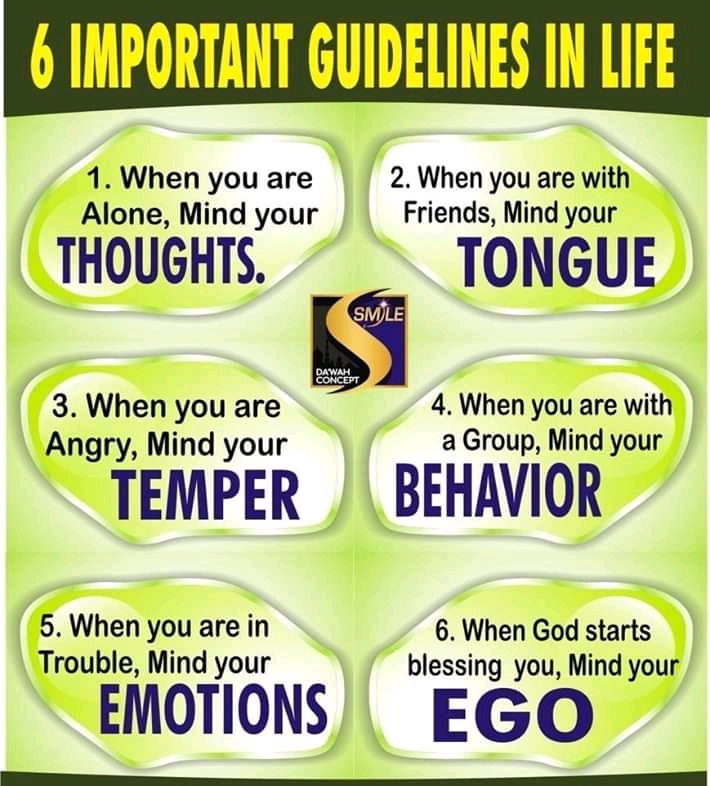 6 IMPORTANT GUIDELINES IN LIFE
1. When you are
Alone, Mind your
THOUGHTS.
2. When you are with
Friends, Mind your
TONGUE
SMILE
DA'WAH
CONCEPT
3. When you are
Angry, Mind your
TEMPER
4. When you are with
a Group, Mind your
BEHAVIOR
5. When you are in
Trouble, Mind your
EMOTIONS
6. When God starts
blessing you, Mind your
EGO